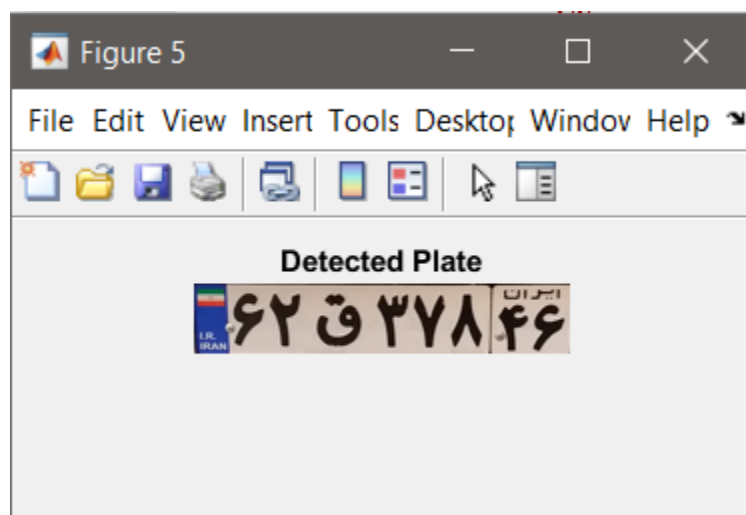 Figure 5
File Edit View Insert Tools Desktop Window Help
Detected Plate
ایران
I.R.
IRAN
۶۲ ق ۳۷۸ ۴۶